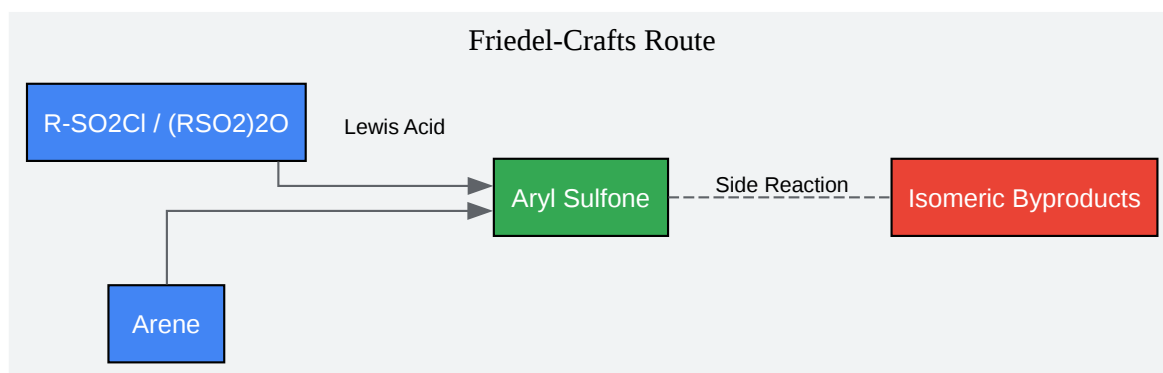 Friedel-Crafts Route
R-SO2Cl / (RSO2)2O
Lewis Acid
Aryl Sulfone
Side Reaction
Isomeric Byproducts
Arene